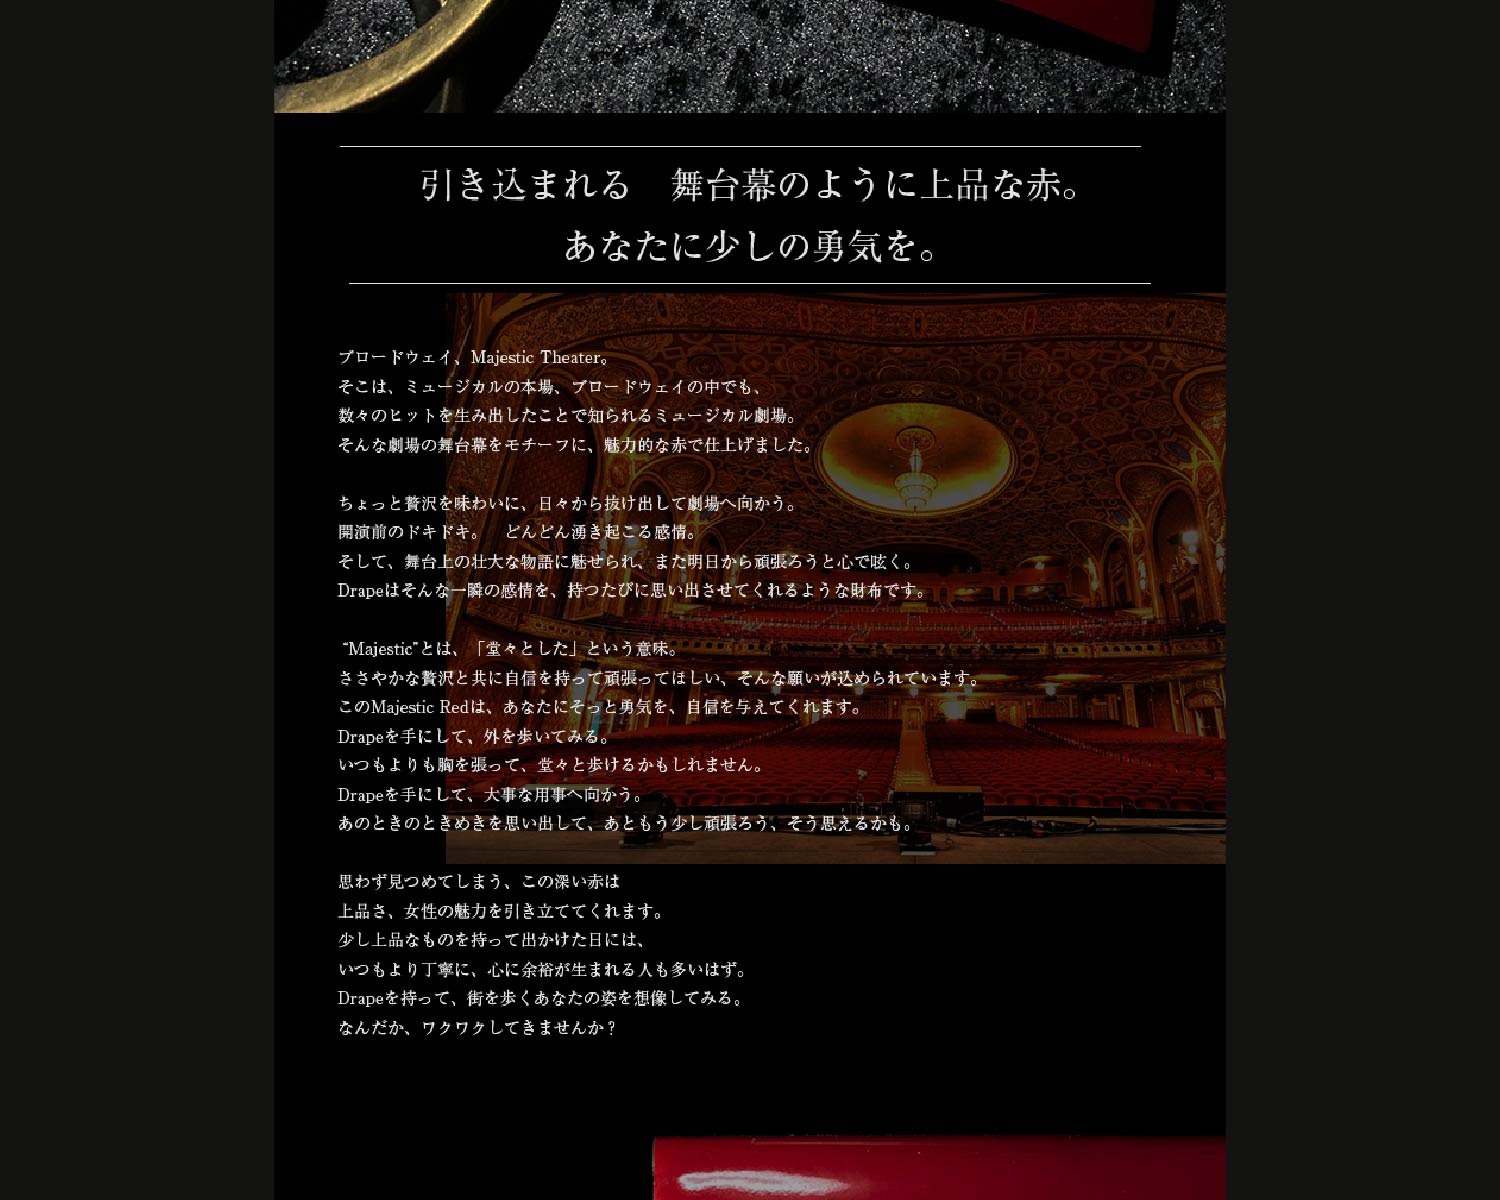 引き込まれる　舞台幕のように上品な赤。
あなたに少しの勇気を。
ブロードウェイ、Majestic Theater。
そこは、ミュージカルの本場、ブロードウェイの中でも、
数々のヒットを生み出したことで知られるミュージカル劇場。
そんな劇場の舞台幕をモチーフに、魅力的な赤で仕上げました。
ちょっと贅沢を味わいに、日々から抜け出して劇場へ向かう。
開演前のドキドキ。　どんどん湧き起こる感情。
そして、舞台上の壮大な物語に魅せられ、また明日から頑張ろうと心で呟く。
Drapeはそんな一瞬の感情を、持つたびに思い出させてくれるような財布です。
“Majestic”とは、「堂々とした」という意味。
ささやかな贅沢と共に自信を持って頑張ってほしい、そんな願いが込められています。
このMajestic Redは、あなたにそっと勇気を、自信を与えてくれます。
Drapeを手にして、外を歩いてみる。
いつもよりも胸を張って、堂々と歩けるかもしれません。
Drapeを手にして、大事な用事へ向かう。
あのときのときめきを思い出して、あともう少し頑張ろう、そう思えるかも。
思わず見つめてしまう、この深い赤は
上品さ、女性の魅力を引き立ててくれます。
少し上品なものを持って出かけた日には、
いつもより丁寧に、心に余裕が生まれる人も多いはず。
Drapeを持って、街を歩くあなたの姿を想像してみる。
なんだか、ワクワクしてきませんか？